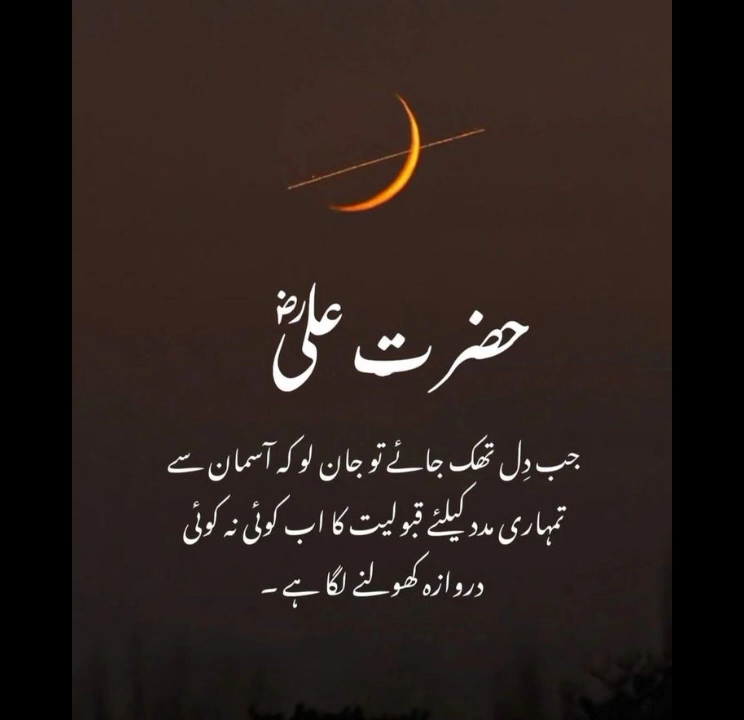 حضرت علیؓ
جب دِل تھک جائے تو جان لو کہ آسمان سے
تمہاری مدد کیلئے قبولیت کا اب کوئی نہ کوئی
دروازہ کھولنے لگا ہے ۔